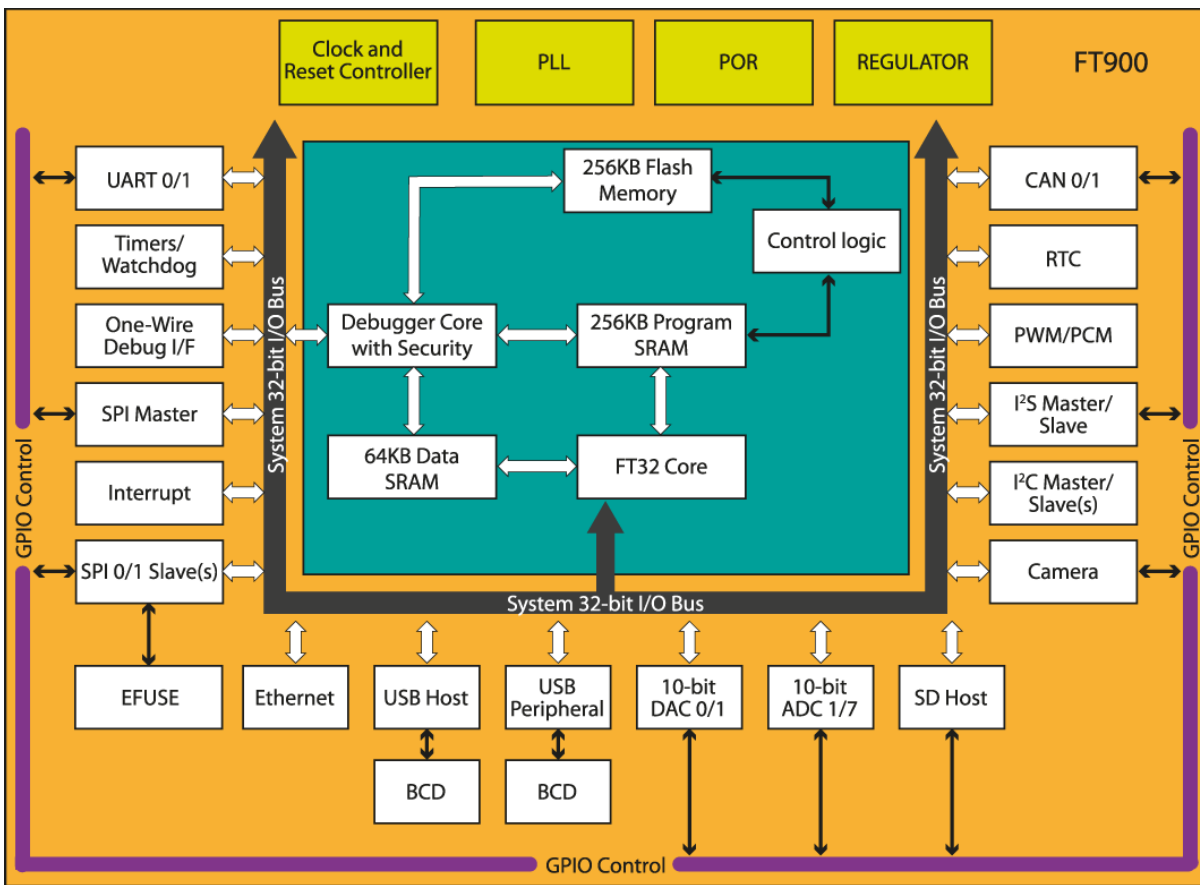 Clock and
Reset Controller
PLL
POR
REGULATOR
FT900
UART 0/1
Timers/
Watchdog
One-Wire
Debug I/F
SPI Master
Interrupt
SPI 0/1 Slave(s)
EFUSE
GPIO Control
System 32-bit I/O Bus
256KB Flash
Memory
Control logic
Debugger Core
with Security
256KB Program
SRAM
64KB Data
SRAM
FT32 Core
System 32-bit I/O Bus
System 32-bit I/O Bus
CAN 0/1
RTC
PWM/PCM
I²S Master/
Slave
I²C Master/
Slave(s)
Camera
GPIO Control
Ethernet
USB Host
USB
Peripheral
10-bit
DAC 0/1
10-bit
ADC 1/7
SD Host
BCD
BCD
GPIO Control